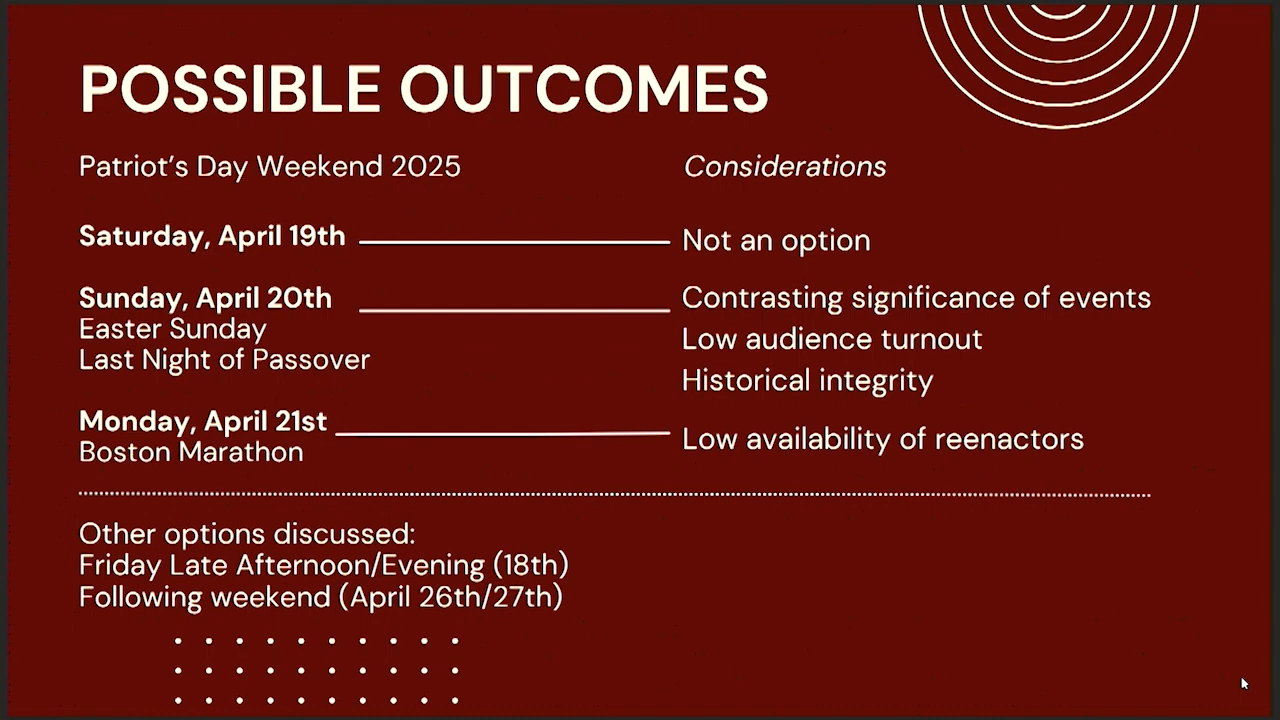 POSSIBLE OUTCOMES
Patriot's Day Weekend 2025
Considerations
Saturday, April 19th
Not an option
Sunday, April 20th
Easter Sunday
Last Night of Passover
Contrasting significance of events
Low audience turnout
Historical integrity
Monday, April 21st
Boston Marathon
Low availability of reenactors
Other options discussed:
Friday Late Afternoon/Evening (18th)
Following weekend (April 26th/27th)